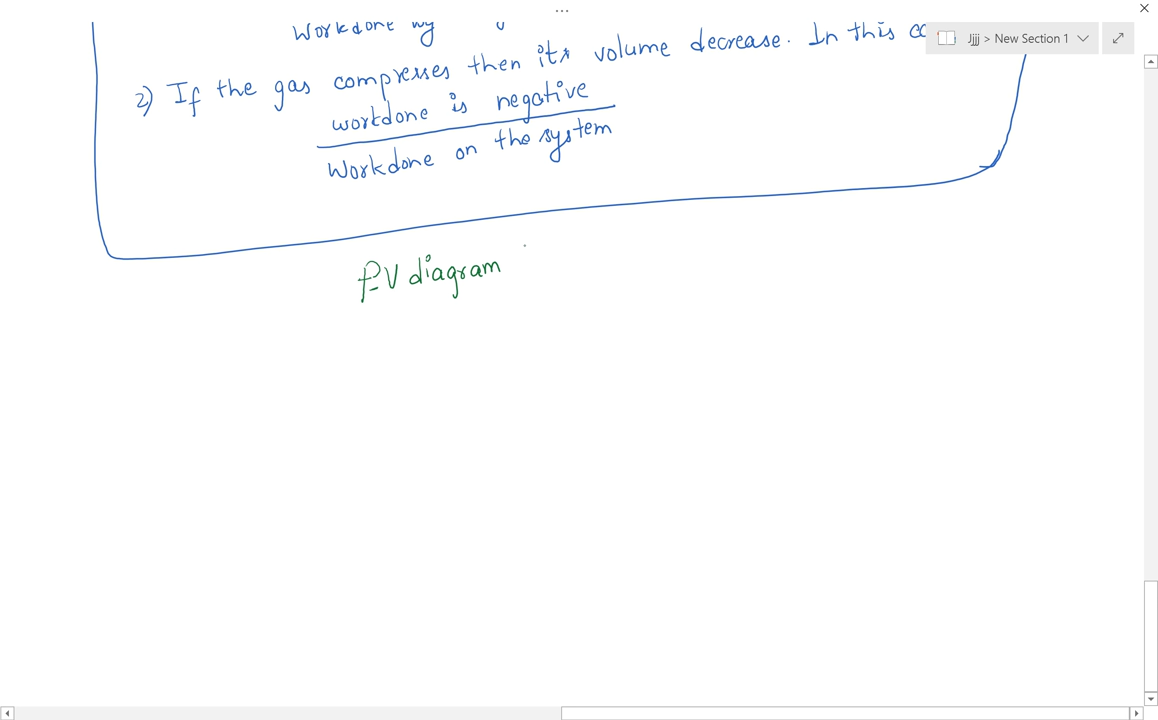 Workdone by
2) If the gas compresses then its volume decrease. In this
workdone is negative
Workdone on the system
P-V diagram
Jjjj > New Section 1